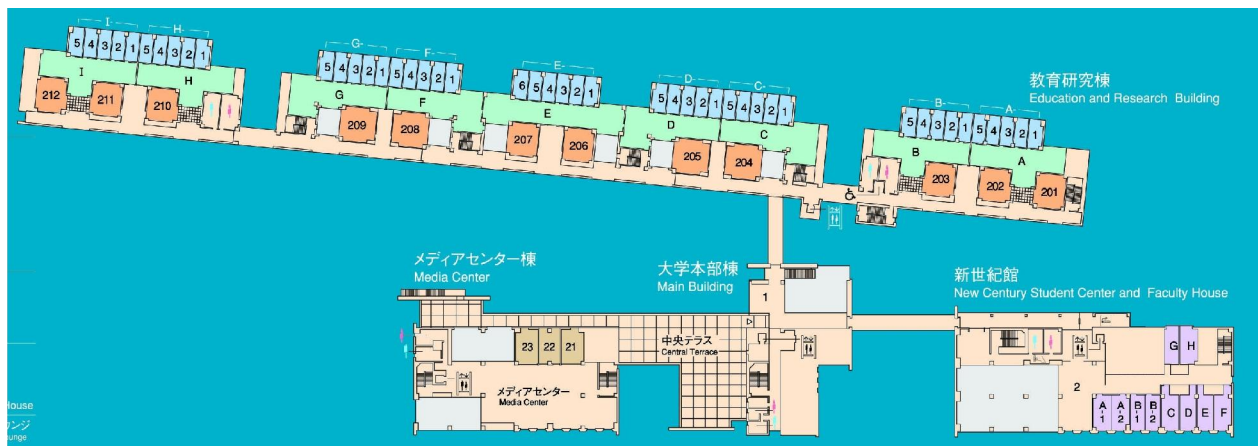 I-
H-
5 4 3 2 1 5 4 3 2 1
I
H
212
211
210
G-
F-
5 4 3 2 1 5 4 3 2 1
G
F
209
208
E-
6 5 4 3 2 1
E
207
206
D-
C-
5 4 3 2 1 5 4 3 2 1
D
C
205
204
教育研究棟
Education and Research Building
B-
A-
5 4 3 2 1 5 4 3 2 1
B
A
203
202
201
メディアセンター棟
Media Center
大学本部棟
Main Building
新世紀館
New Century Student Center and Faculty House
1
23 22 21
中央テラス
Central Terrace
メディアセンター
Media Center
G H
2
A-1 A-2 B-1 B-2 C D E F
House
ンジ
ounge